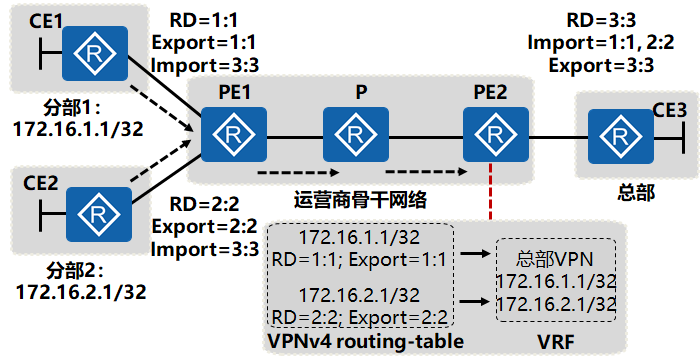 CE1
RD=1:1
Export=1:1
Import=3:3
RD=3:3
Import=1:1, 2:2
Export=3:3
R
分部1：
172.16.1.1/32
PE1
P
PE2
CE3
R
R
R
R
总部
CE2
R
分部2：
172.16.2.1/32
RD=2:2
Export=2:2
Import=3:3
运营商骨干网络
172.16.1.1/32
RD=1:1; Export=1:1
172.16.2.1/32
RD=2:2; Export=2:2
VPNv4 routing-table
总部VPN
172.16.1.1/32
172.16.2.1/32
VRF